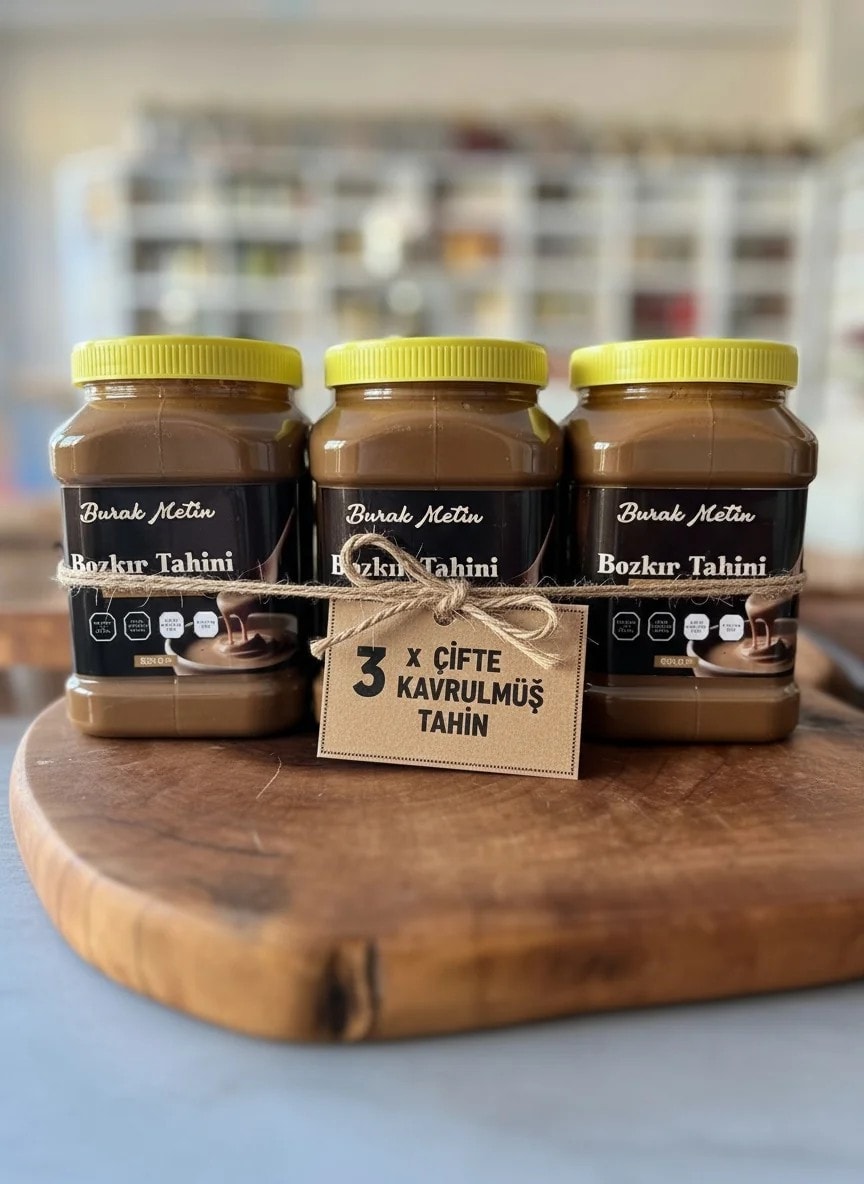 Burak Metin
Bozkır Tahini
Burak Metin
Bozkır Tahini
Burak Metin
Bozkır Tahini
3 x ÇİFTE
KAVRULMUŞ
TAHİN